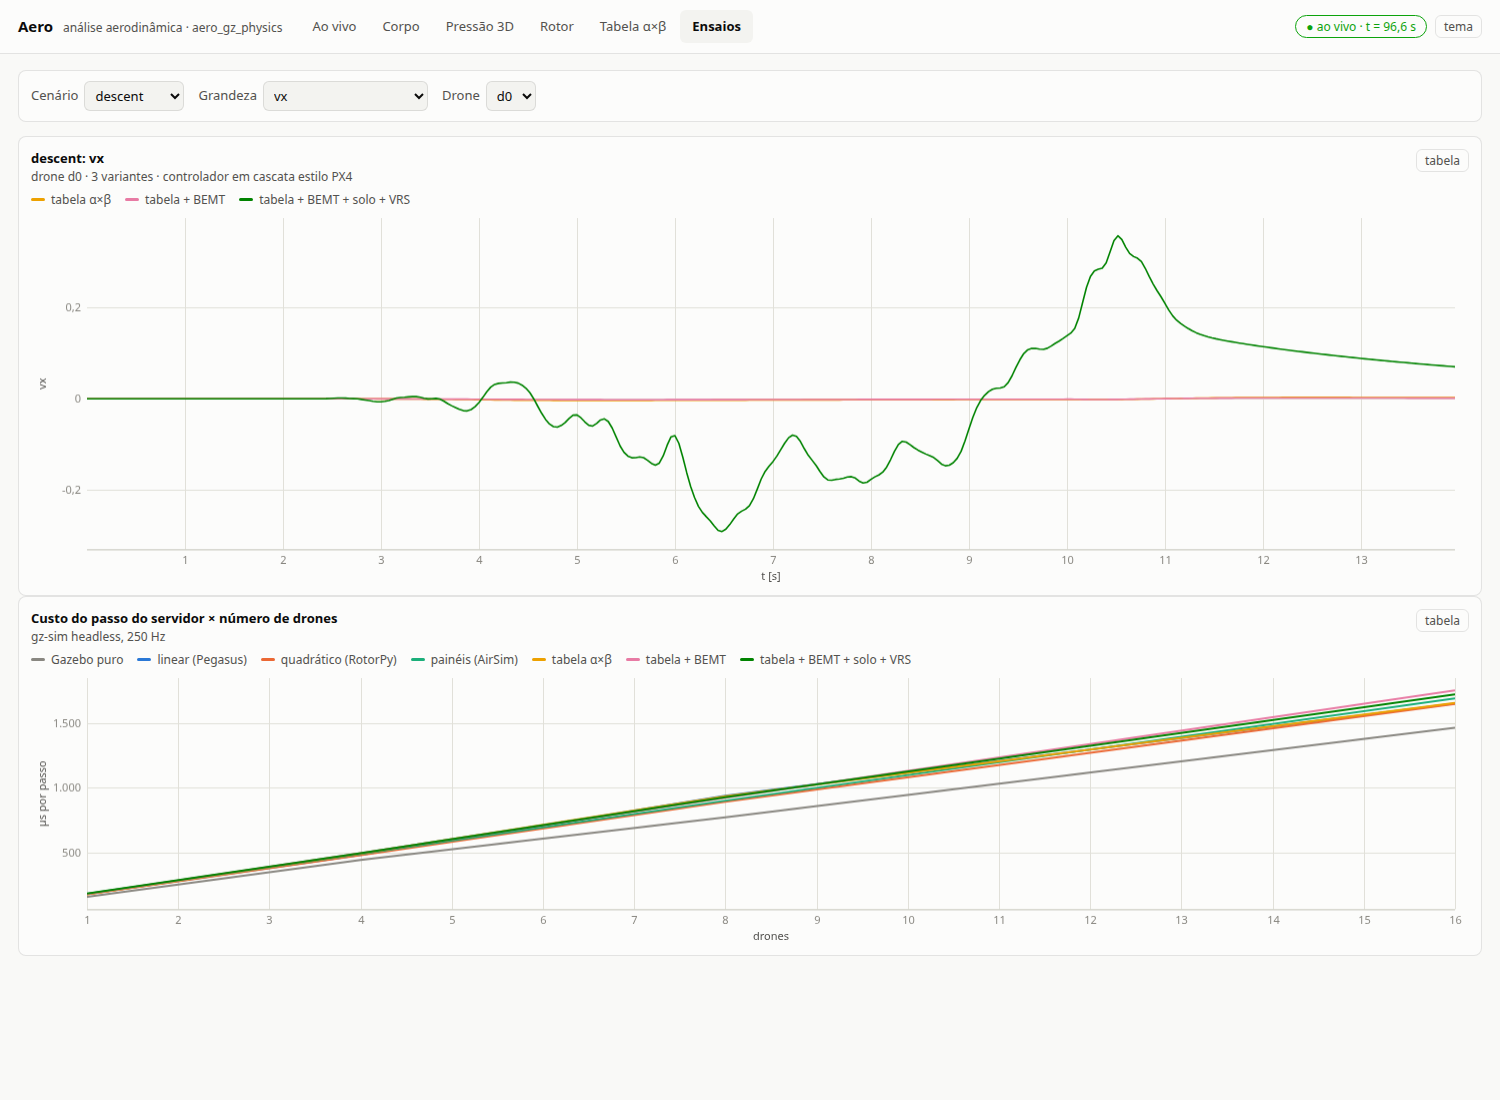 Aero análise aerodinâmica · aero_gz_physics Ao vivo Corpo Pressão 3D Rotor Tabela α×β Ensaios ● ao vivo · t = 96,6 s tema
Cenário descent Grandeza vx Drone d0
descent: vx tabela
drone d0 · 3 variantes · controlador em cascata estilo PX4
tabela α×β tabela + BEMT tabela + BEMT + solo + VRS
0,2
0
-0,2
vx
1 2 3 4 5 6 7 8 9 10 11 12 13
t [s]
Custo do passo do servidor × número de drones tabela
gz-sim headless, 250 Hz
Gazebo puro linear (Pegasus) quadrático (RotorPy) painéis (AirSim) tabela α×β tabela + BEMT tabela + BEMT + solo + VRS
1.500
1.000
500
µs por passo
1 2 3 4 5 6 7 8 9 10 11 12 13 14 15 16
drones